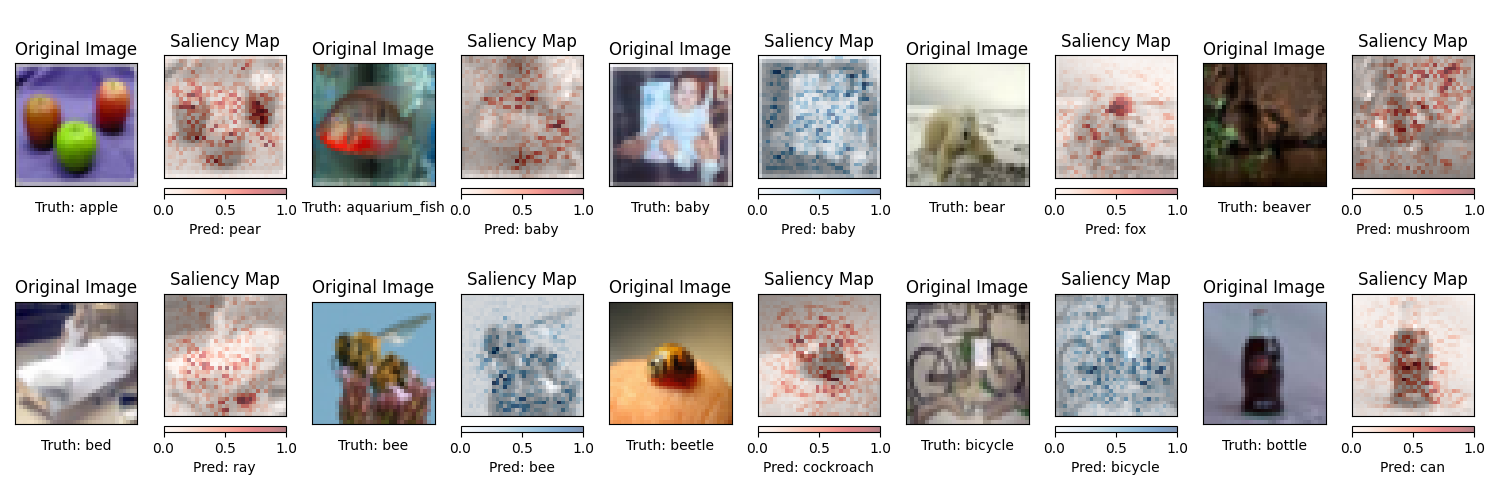 Original Image
Saliency Map
Original Image
Saliency Map
Original Image
Saliency Map
Original Image
Saliency Map
Original Image
Saliency Map
Truth: apple
0.0 0.5 1.0
Pred: pear
Truth: aquarium_fish
0.0 0.5 1.0
Pred: baby
Truth: baby
0.0 0.5 1.0
Pred: baby
Truth: bear
0.0 0.5 1.0
Pred: fox
Truth: beaver
0.0 0.5 1.0
Pred: mushroom
Original Image
Saliency Map
Original Image
Saliency Map
Original Image
Saliency Map
Original Image
Saliency Map
Original Image
Saliency Map
Truth: bed
0.0 0.5 1.0
Pred: ray
Truth: bee
0.0 0.5 1.0
Pred: bee
Truth: beetle
0.0 0.5 1.0
Pred: cockroach
Truth: bicycle
0.0 0.5 1.0
Pred: bicycle
Truth: bottle
0.0 0.5 1.0
Pred: can